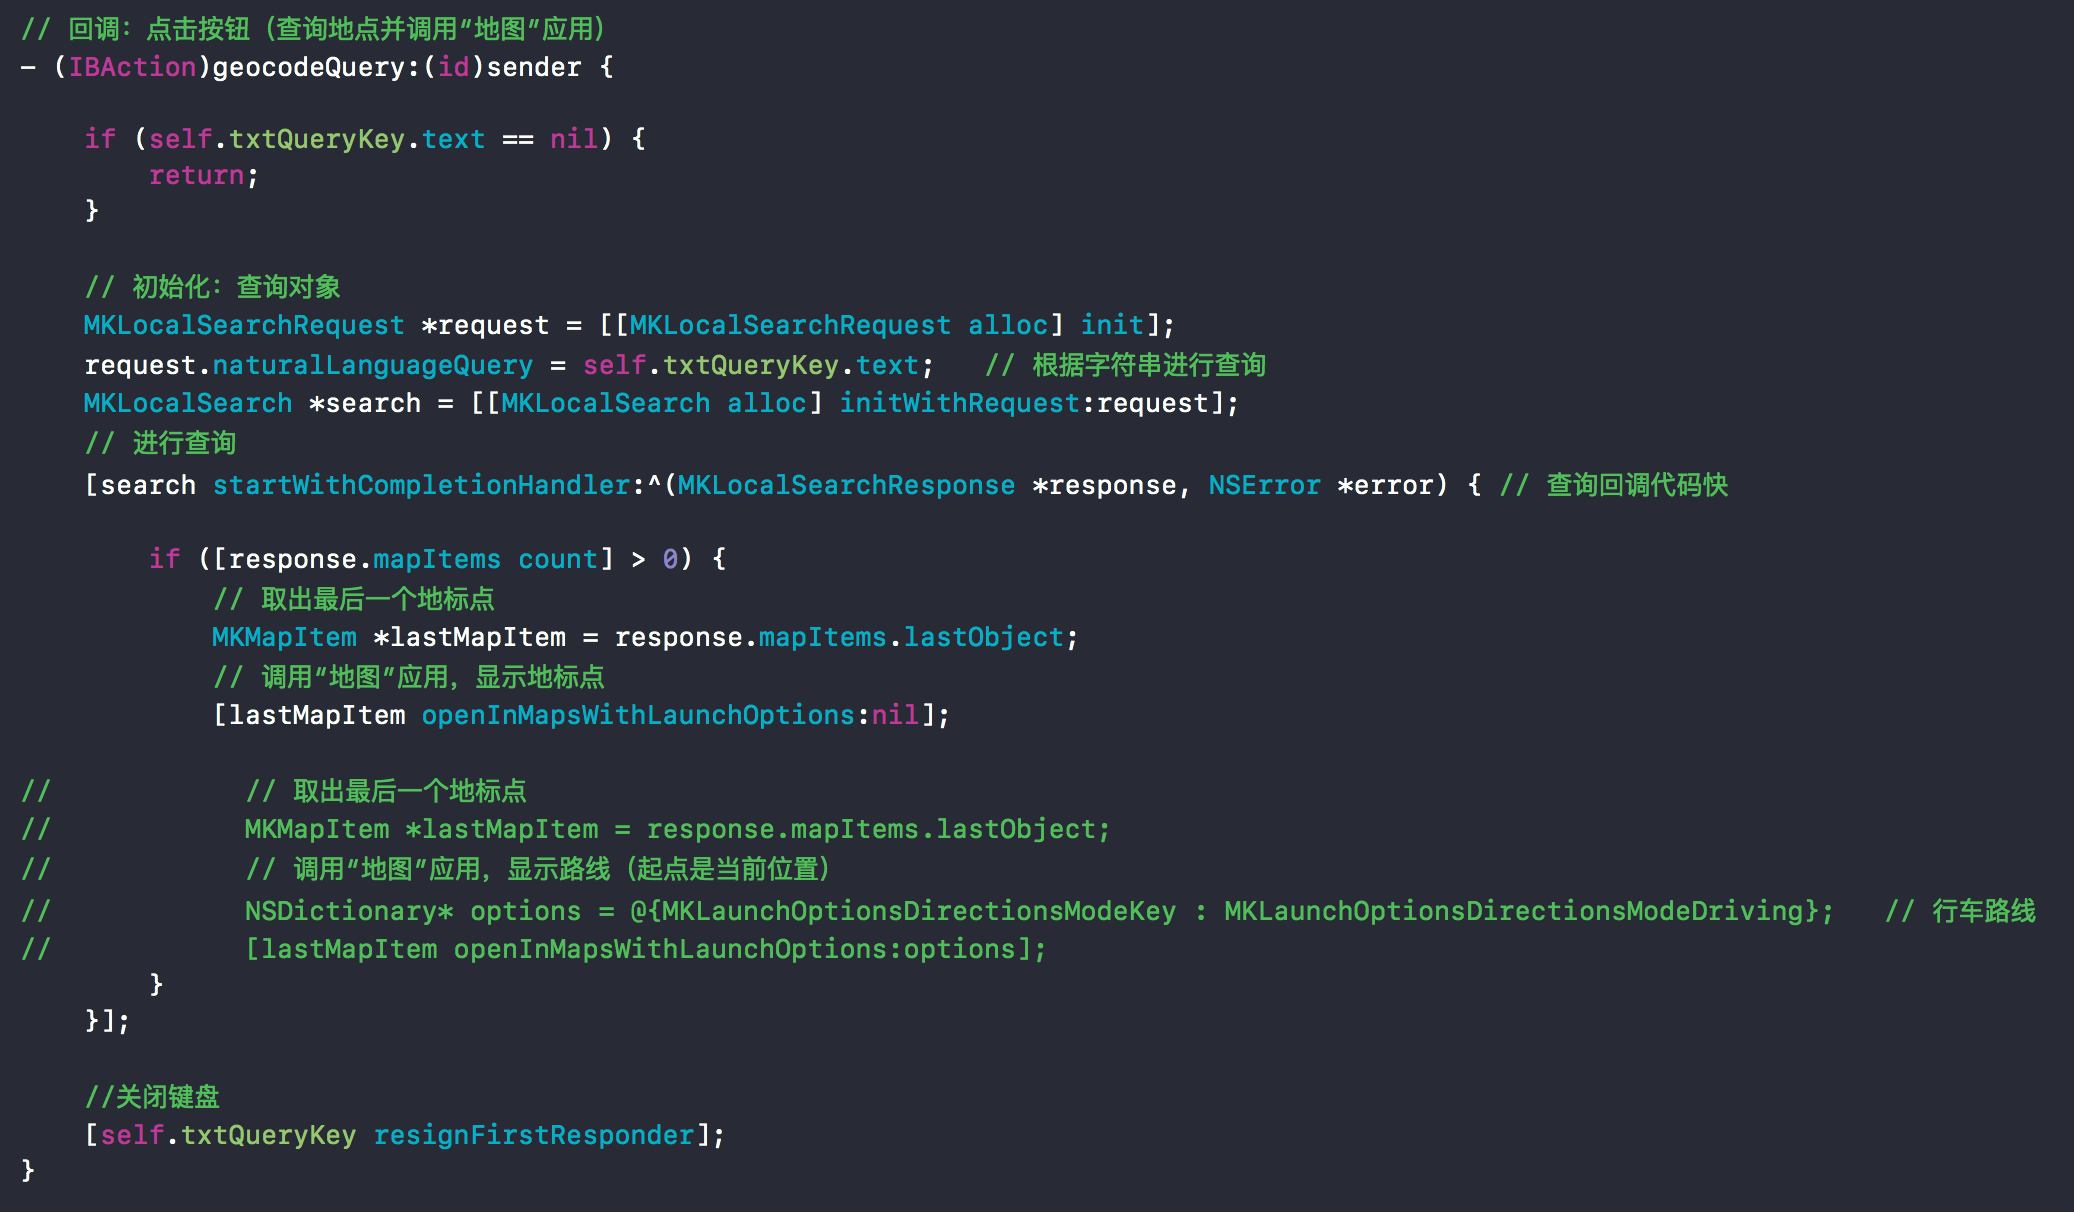 // 回调：点击按钮（查询地点并调用“地图”应用）
- (IBAction)geocodeQuery:(id)sender {
if (self.txtQueryKey.text == nil) {
return;
}
// 初始化：查询对象
MKLocalSearchRequest *request = [[MKLocalSearchRequest alloc] init];
request.naturalLanguageQuery = self.txtQueryKey.text;   // 根据字符串进行查询
MKLocalSearch *search = [[MKLocalSearch alloc] initWithRequest:request];
// 进行查询
[search startWithCompletionHandler:^(MKLocalSearchResponse *response, NSError *error) { // 查询回调代码快
if ([response.mapItems count] > 0) {
// 取出最后一个地标点
MKMapItem *lastMapItem = response.mapItems.lastObject;
// 调用“地图”应用，显示地标点
[lastMapItem openInMapsWithLaunchOptions:nil];
//            // 取出最后一个地标点
//            MKMapItem *lastMapItem = response.mapItems.lastObject;
//            // 调用“地图”应用，显示路线（起点是当前位置）
//            NSDictionary* options = @{MKLaunchOptionsDirectionsModeKey : MKLaunchOptionsDirectionsModeDriving};   // 行车路线
//            [lastMapItem openInMapsWithLaunchOptions:options];
}
}];
//关闭键盘
[self.txtQueryKey resignFirstResponder];
}